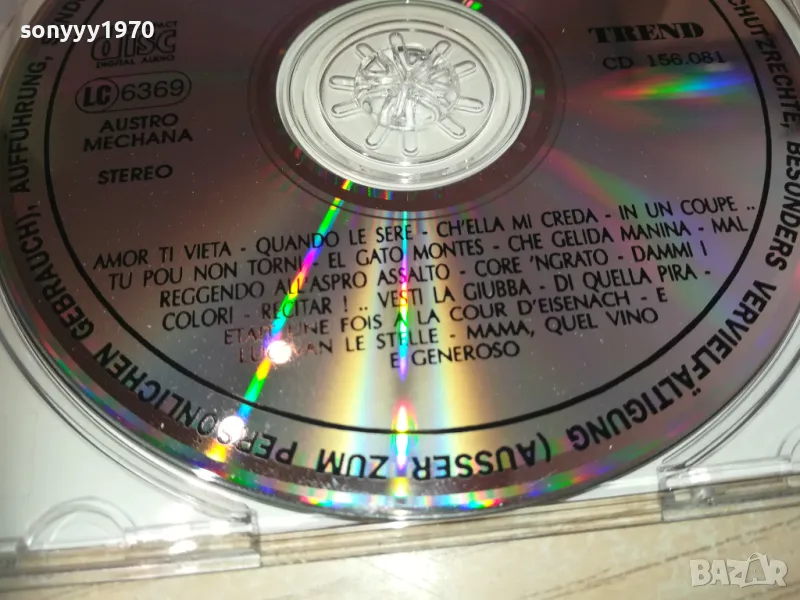 sonyyy1970
COMPACT
disc
DIGITAL AUDIO
LC 6369
AUSTRO
MECHANA
STEREO
TREND
CD 156.081
AMOR TI VIETA - QUANDO LE SERE - CH'ELLA MI CREDA - IN UN COUPE ..
TU POU NON TORNI - EL GATO MONTES - CHE GELIDA MANINA - MAL
REGGENDO ALL'ASPRO ASSALTO - CORE 'NGRATO - DAMMI I
COLORI - RECITAR ! .. VESTI LA GIUBBA - DI QUELLA PIRA -
ETAIT UNE FOIS A LA COUR D'EISENACH - E
LUCEVAN LE STELLE - MAMA, QUEL VINO
E GENEROSO
SCHUTZRECHTE, BESONDERS VERVIELFÄLTIGUNG (AUSSER ZUM PERSÖNLICHEN GEBRAUCH), AUFFÜHRUNG,
BAZAR